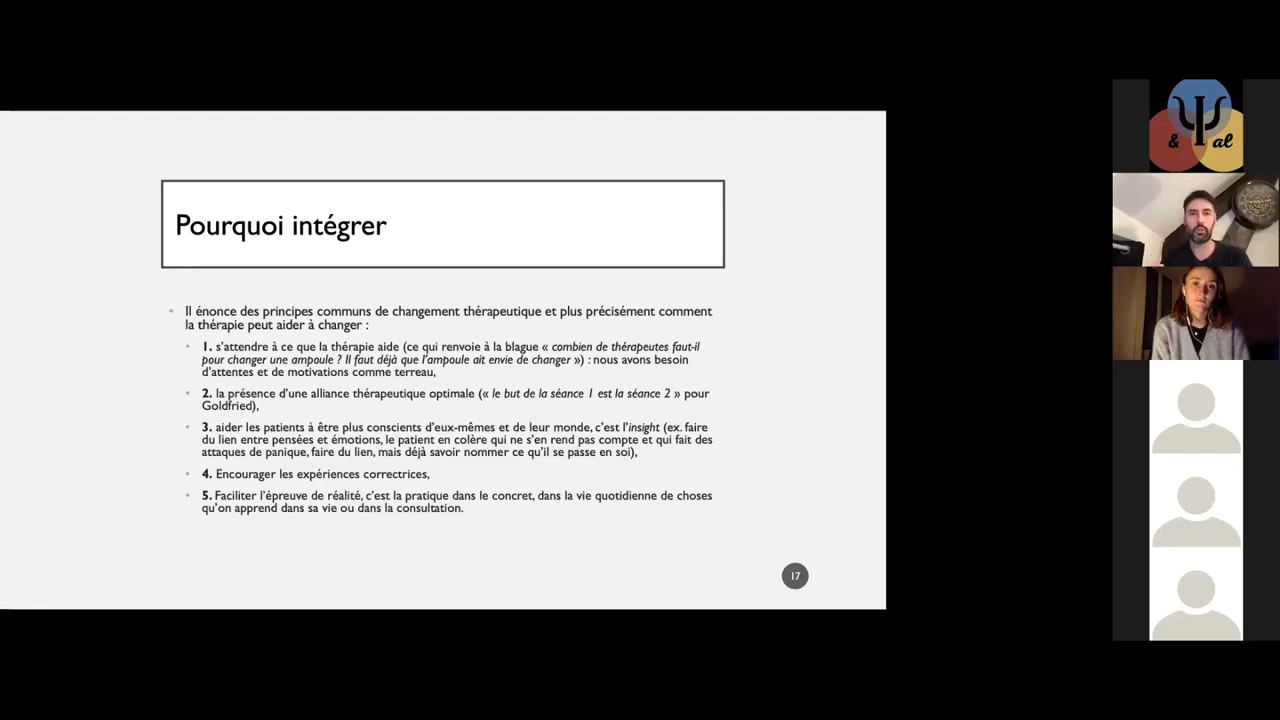 Pourquoi intégrer
Il énonce des principes communs de changement thérapeutique et plus précisément comment
la thérapie peut aider à changer :
1. s'attendre à ce que la thérapie aide (ce qui renvoie à la blague « combien de thérapeutes faut-il
pour changer une ampoule ? Il faut déjà que l'ampoule ait envie de changer ») : nous avons besoin
d'attentes et de motivations comme terreau,
2. la présence d'une alliance thérapeutique optimale (« le but de la séance 1 est la séance 2 » pour
Goldfried),
3. aider les patients à être plus conscients d'eux-mêmes et de leur monde, c'est l'insight (ex. faire
du lien entre pensées et émotions, le patient en colère qui ne s'en rend pas compte et qui fait des
attaques de panique, faire du lien, mais déjà savoir nommer ce qu'il se passe en soi),
4. Encourager les expériences correctrices,
5. Faciliter l'épreuve de réalité, c'est la pratique dans le concret, dans la vie quotidienne de choses
qu'on apprend dans sa vie ou dans la consultation.
17
Ψ
& al